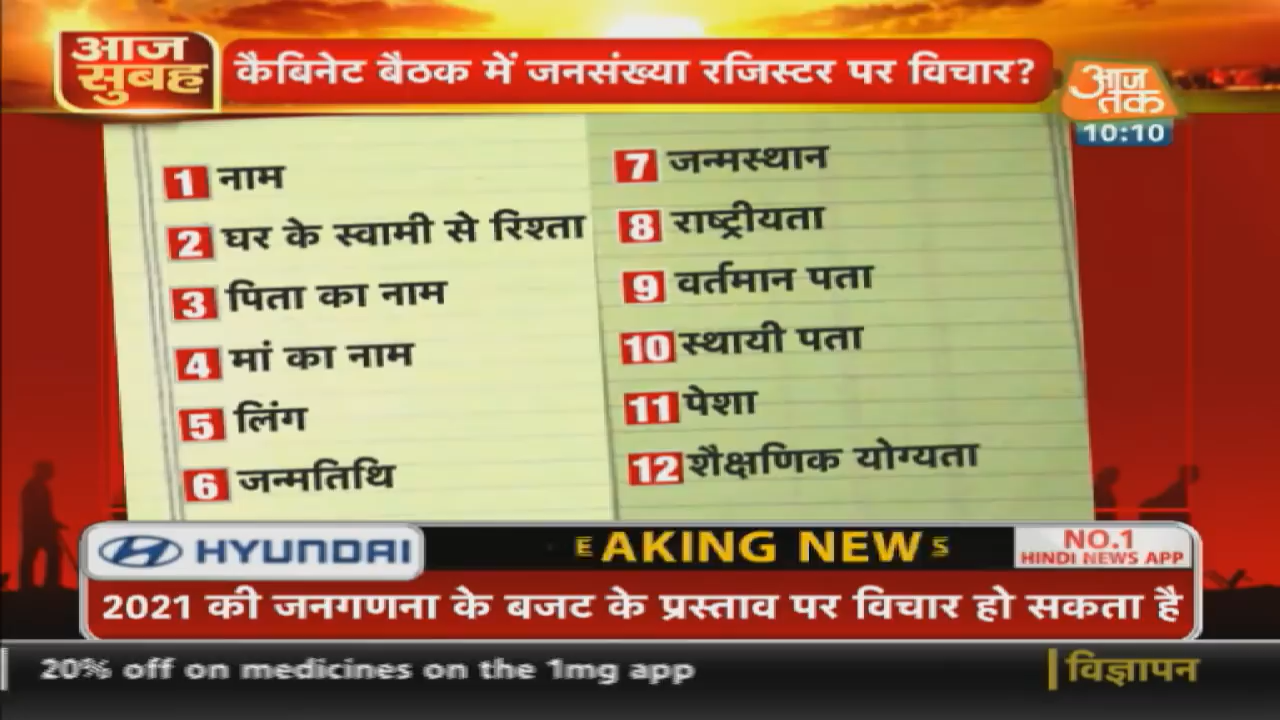 आज
सुबह
कैबिनेट बैठक में जनसंख्या रजिस्टर पर विचार?
आज
तक
10:10
1 नाम
2 घर के स्वामी से रिश्ता
3 पिता का नाम
4 मां का नाम
5 लिंग
6 जन्मतिथि
7 जन्मस्थान
8 राष्ट्रीयता
9 वर्तमान पता
10 स्थायी पता
11 पेशा
12 शैक्षणिक योग्यता
HYUNDAI
EAKING NEWS
NO.1
HINDI NEWS APP
2021 की जनगणना के बजट के प्रस्ताव पर विचार हो सकता है
20% off on medicines on the 1mg app
विज्ञापन